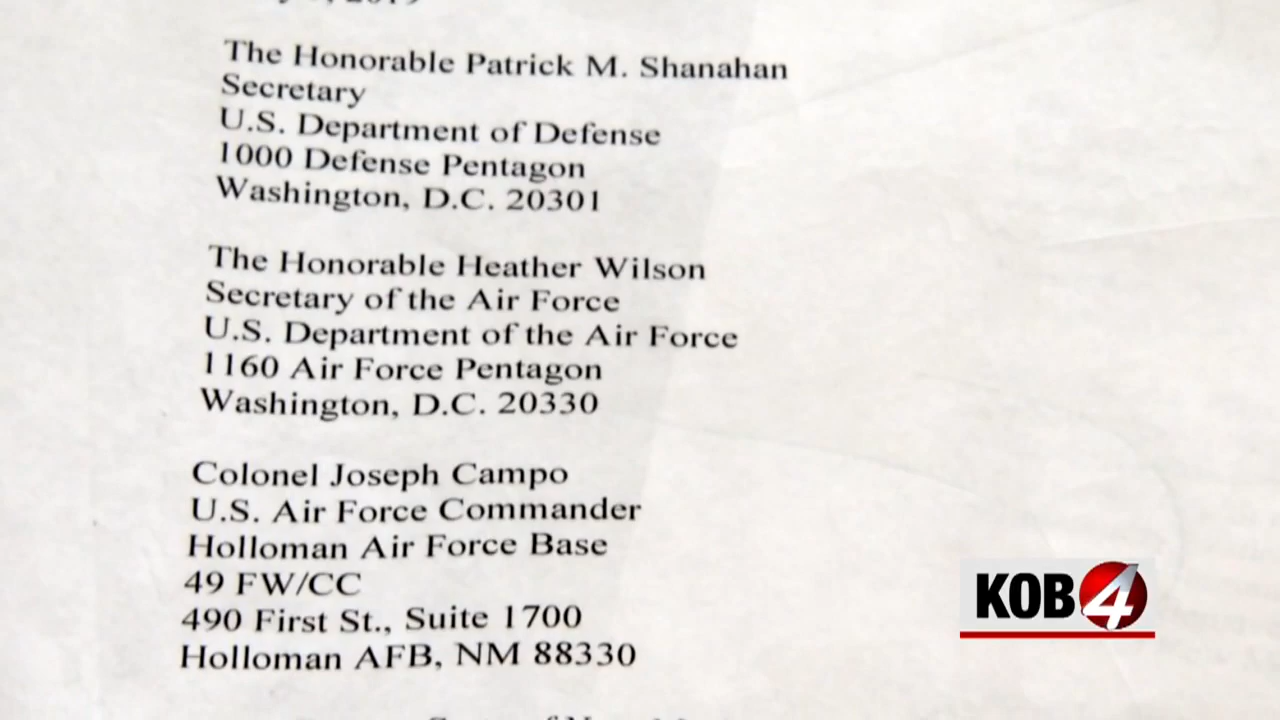 The Honorable Patrick M. Shanahan
Secretary
U.S. Department of Defense
1000 Defense Pentagon
Washington, D.C. 20301
The Honorable Heather Wilson
Secretary of the Air Force
U.S. Department of the Air Force
1160 Air Force Pentagon
Washington, D.C. 20330
Colonel Joseph Campo
U.S. Air Force Commander
Holloman Air Force Base
49 FW/CC
490 First St., Suite 1700
Holloman AFB, NM 88330
KOB 4